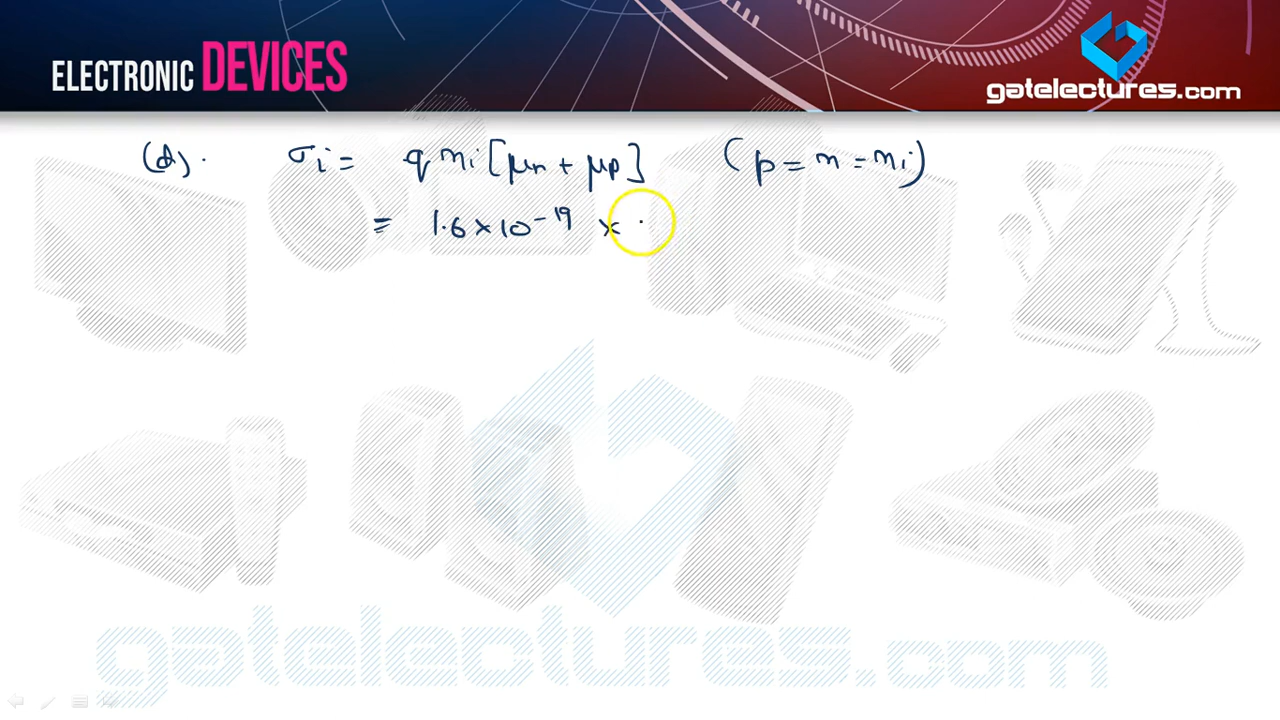 ELECTRONIC DEVICES
gatelectures.com
(d). σi = q ni [μn + μp] (p = n = ni)
= 1.6 × 10⁻¹⁹ ×
gatelectures.com